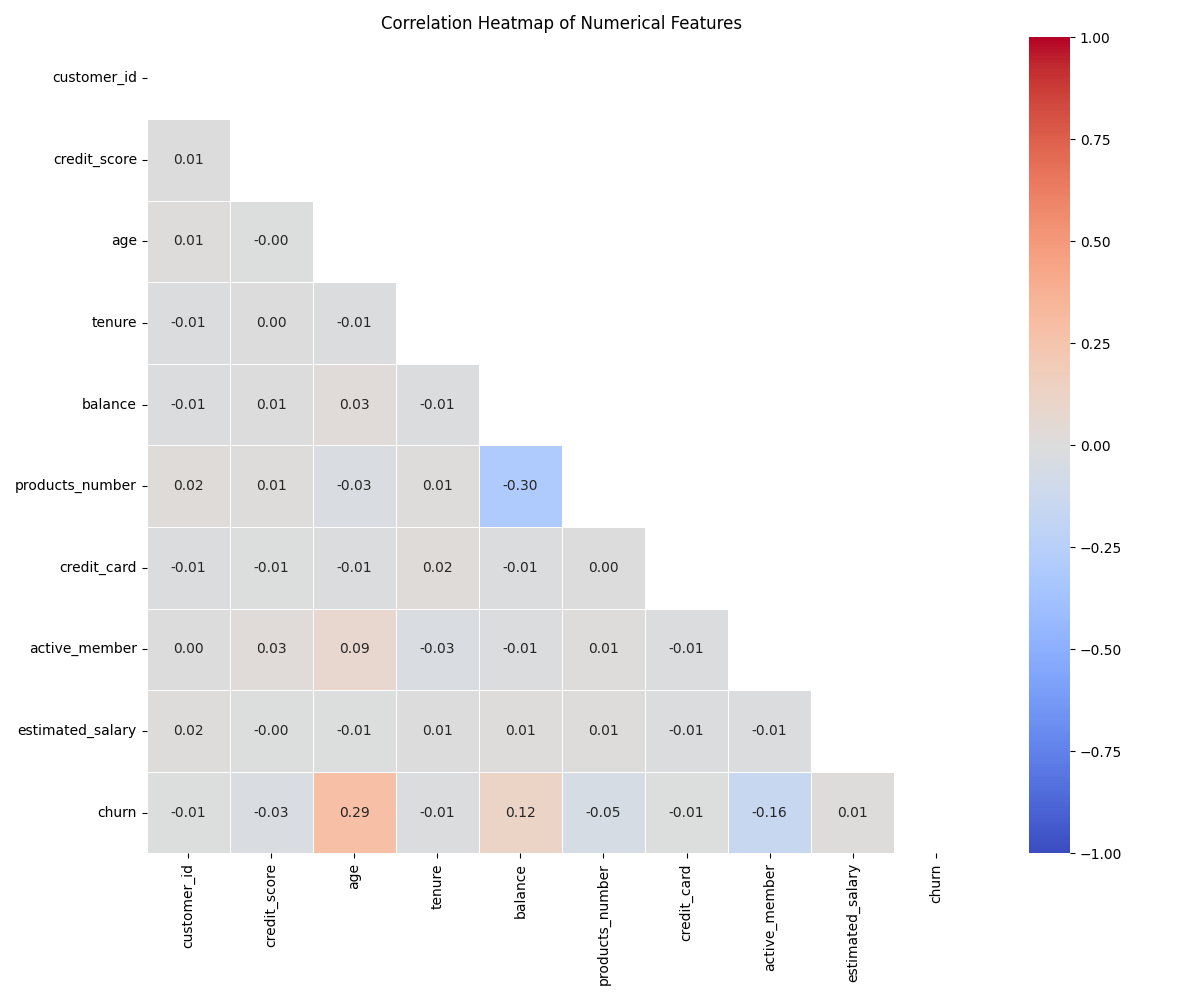 Correlation Heatmap of Numerical Features
customer_id
credit_score 0.01
age 0.01 -0.00
tenure -0.01 0.00 -0.01
balance -0.01 0.01 0.03 -0.01
products_number 0.02 0.01 -0.03 0.01 -0.30
credit_card -0.01 -0.01 -0.01 0.02 -0.01 0.00
active_member 0.00 0.03 0.09 -0.03 -0.01 0.01 -0.01
estimated_salary 0.02 -0.00 -0.01 0.01 0.01 0.01 -0.01 -0.01
churn -0.01 -0.03 0.29 -0.01 0.12 -0.05 -0.01 -0.16 0.01
customer_id
credit_score
age
tenure
balance
products_number
credit_card
active_member
estimated_salary
churn
1.00
0.75
0.50
0.25
0.00
−0.25
−0.50
−0.75
−1.00